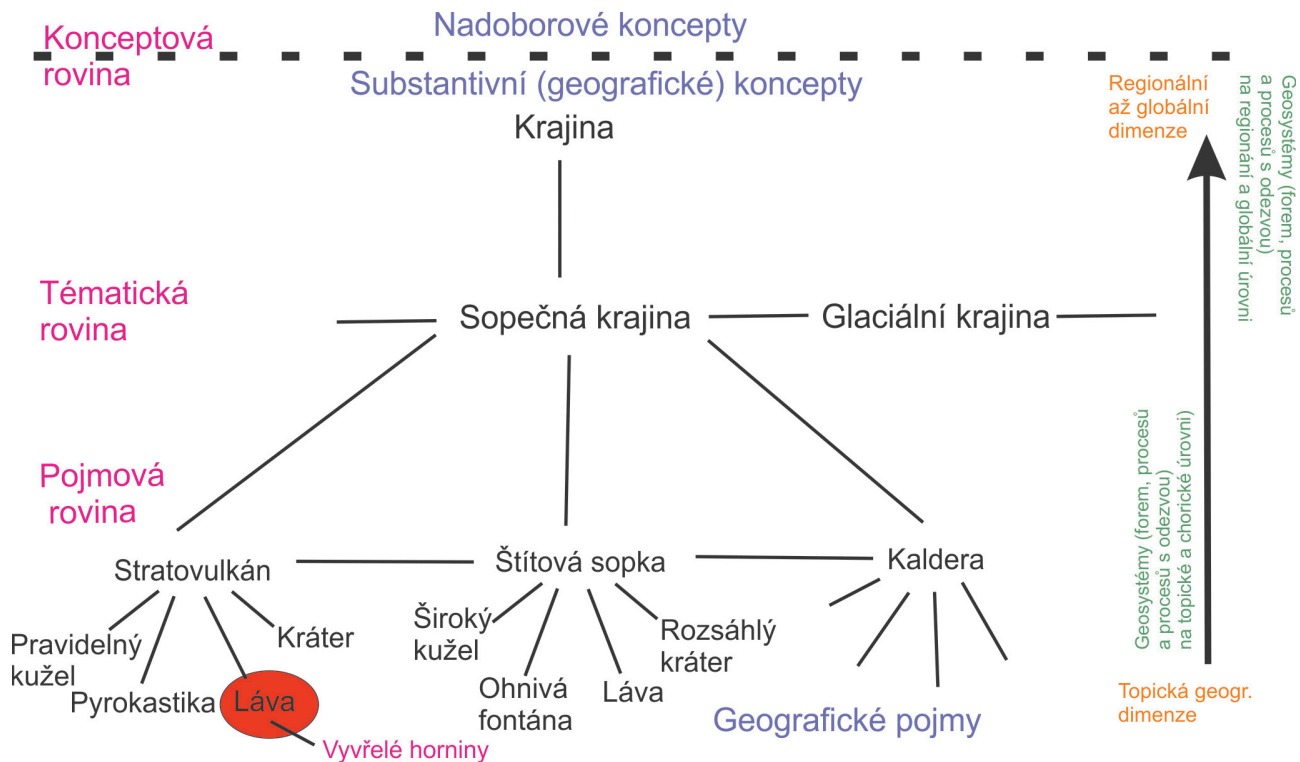 Nadoborové koncepty
Konceptová
rovina
Substantivní (geografické) koncepty
Krajina
Regionální
až globální
dimenze
Geosystémy (forem, procesů
a procesů s odezvou)
na regionání a globální úrovni
Tématická
rovina
Sopečná krajina
Glaciální krajina
Pojmová
rovina
Stratovulkán
Štítová sopka
Kaldera
Geosystémy (forem, procesů
a procesů s odezvou)
na topické a chorické úrovni)
Pravidelný
kužel
Pyrokastika
Láva
Kráter
Vyvřelé horniny
Široký
kužel
Ohnivá
fontána
Láva
Rozsáhlý
kráter
Geografické pojmy
Topická geogr.
dimenze